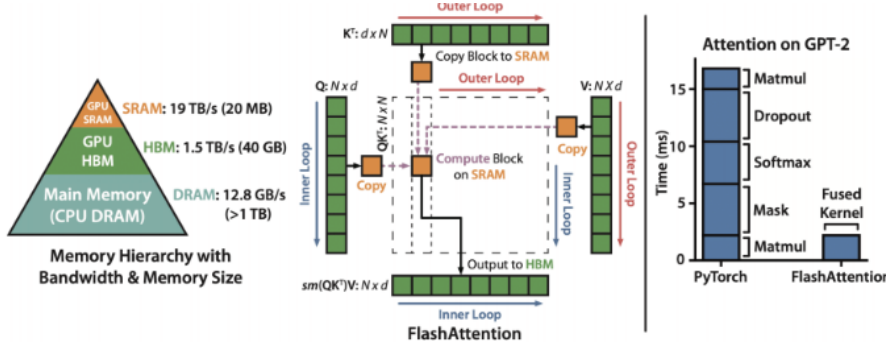 GPU
SRAM
GPU
HBM
Main Memory
(CPU DRAM)
SRAM: 19 TB/s (20 MB)
HBM: 1.5 TB/s (40 GB)
DRAM: 12.8 GB/s
(>1 TB)
Memory Hierarchy with
Bandwidth & Memory Size
Outer Loop
Kᵀ: d x N
Copy Block to SRAM
Outer Loop
Q: N x d
V: N X d
QKᵀ: N x N
Inner Loop
Copy
Compute Block
on SRAM
Copy
Inner Loop
Outer Loop
Output to HBM
sm(QKᵀ)V: N x d
Inner Loop
FlashAttention
Attention on GPT-2
Time (ms)
15
10
5
0
Matmul
Dropout
Softmax
Mask
Matmul
Fused
Kernel
PyTorch
FlashAttention